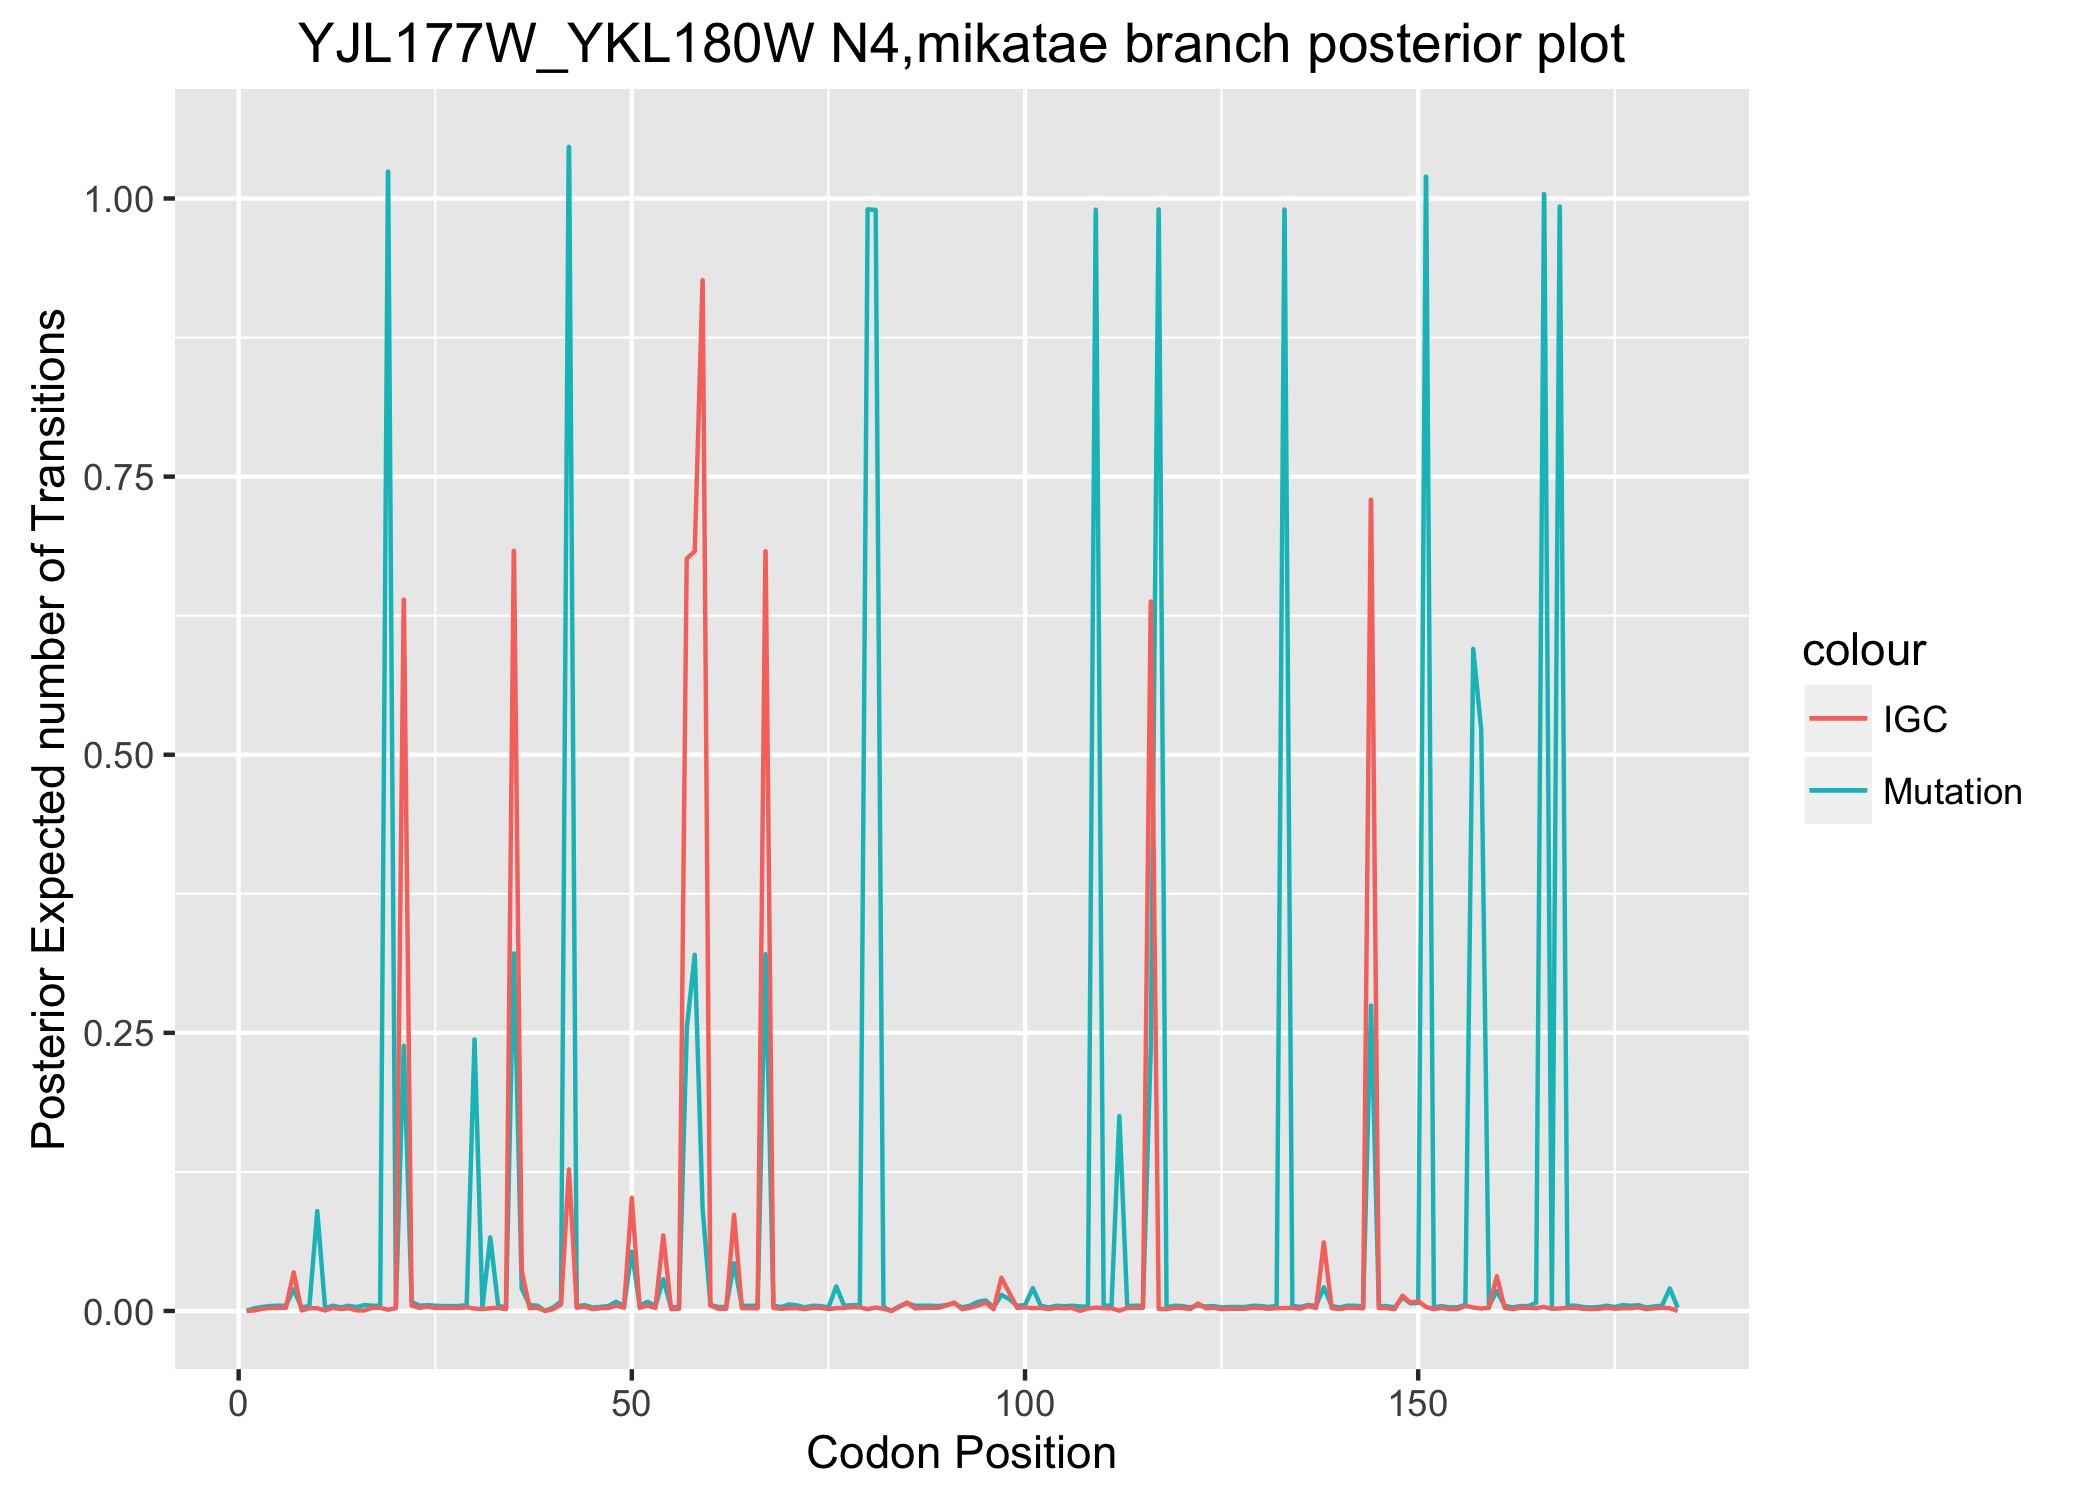 YJL177W_YKL180W N4,mikatae branch posterior plot
Posterior Expected number of Transitions
1.00
0.75
0.50
0.25
0.00
0
50
100
150
Codon Position
colour
IGC
Mutation